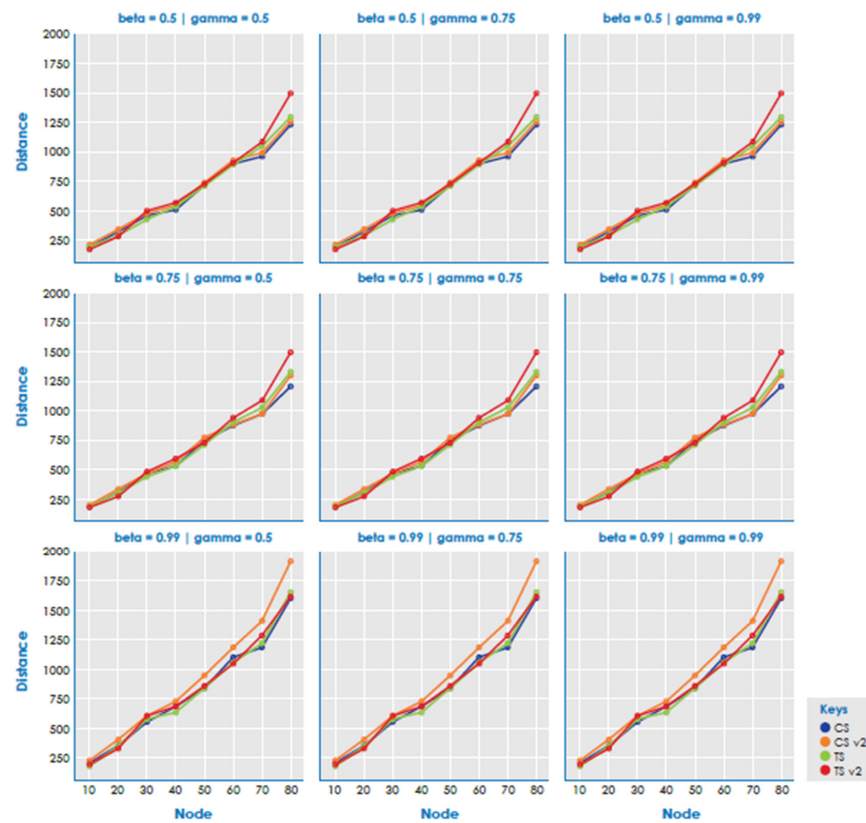 beta = 0.5 | gamma = 0.5
beta = 0.5 | gamma = 0.75
beta = 0.5 | gamma = 0.99
2000
1750
1500
1250
1000
750
500
250
Distance
beta = 0.75 | gamma = 0.5
beta = 0.75 | gamma = 0.75
beta = 0.75 | gamma = 0.99
2000
1750
1500
1250
1000
750
500
250
Distance
beta = 0.99 | gamma = 0.5
beta = 0.99 | gamma = 0.75
beta = 0.99 | gamma = 0.99
2000
1750
1500
1250
1000
750
500
250
Distance
10 20 30 40 50 60 70 80
10 20 30 40 50 60 70 80
10 20 30 40 50 60 70 80
Node
Node
Node
Keys
CS
CS v2
TS
TS v2